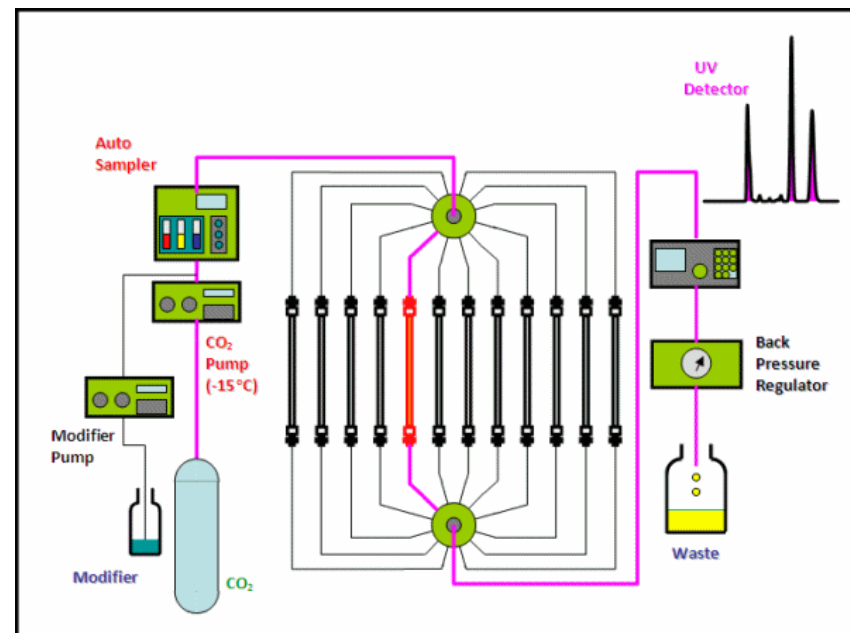 UV
Detector
Auto
Sampler
CO₂
Pump
(-15°C)
Back
Pressure
Regulator
Modifier
Pump
Modifier
CO₂
Waste